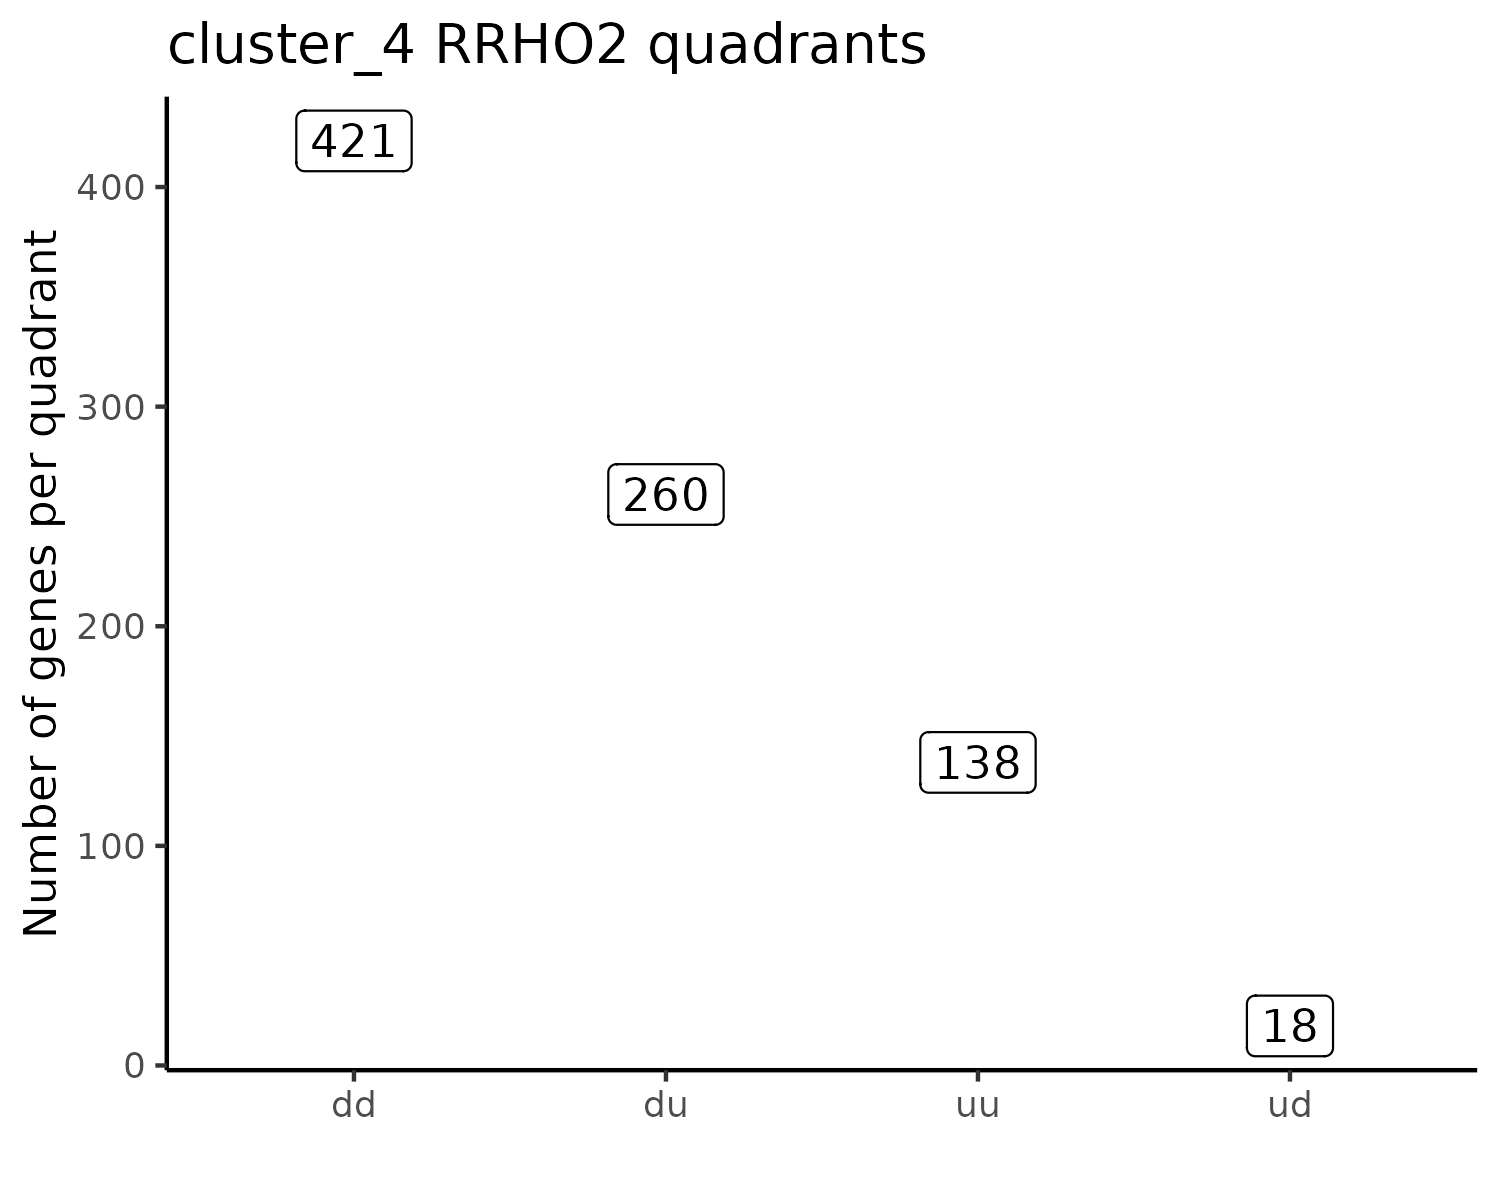 cluster_4 RRHO2 quadrants
Number of genes per quadrant
400
300
200
100
0
421
260
138
18
dd
du
uu
ud